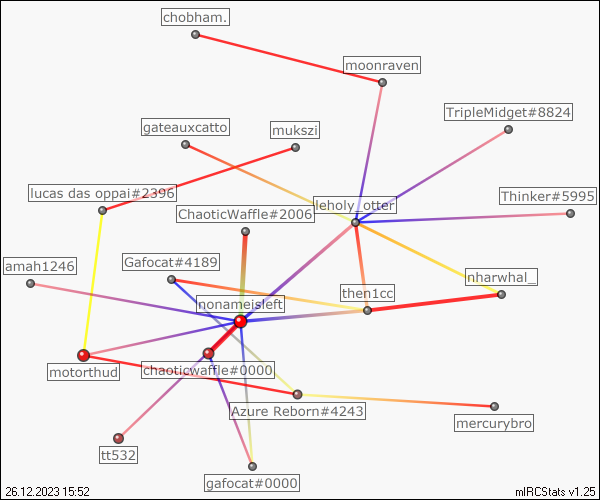 chobham.
moonraven
TripleMidget#8824
gateauxcatto
mukszi
lucas das oppai#2396
Thinker#5995
leholy_otter
ChaoticWaffle#2006
amah1246
Gafocat#4189
nharwhal_
then1cc
nonameisleft
motorthud
chaoticwaffle#0000
Azure Reborn#4243
mercurybro
tt532
gafocat#0000
26.12.2023 15:52
mIRCStats v1.25